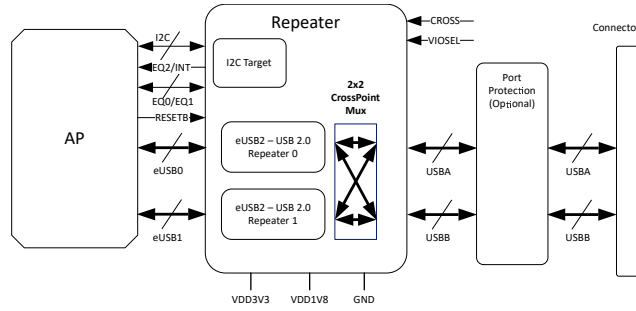 Repeater
CROSS
VIOSEL
Connecto
I2C
EQ2/INT
I2C Target
EQ0/EQ1
RESETB
2x2
CrossPoint
Mux
Port
Protection
(Optional)
AP
eUSB2 – USB 2.0
Repeater 0
eUSB0
USBA
USBA
eUSB2 – USB 2.0
Repeater 1
eUSB1
USBB
USBB
VDD3V3
VDD1V8
GND